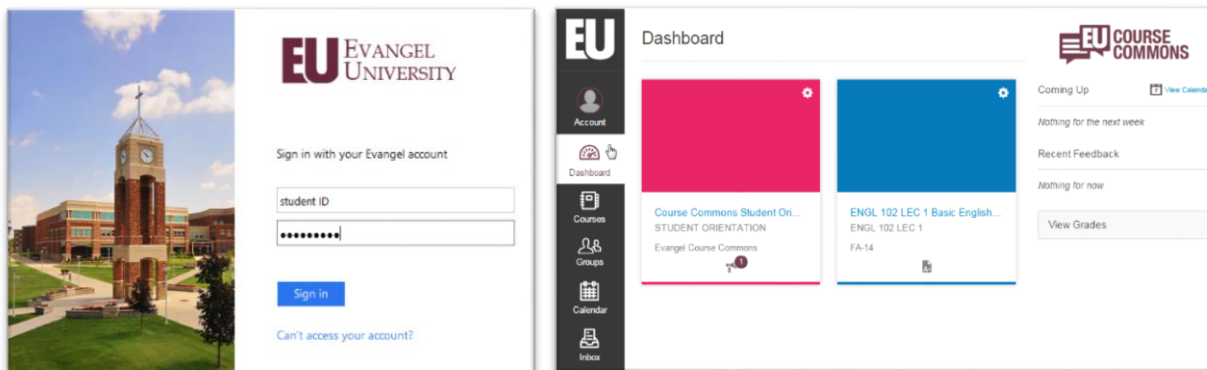 EU EVANGEL
UNIVERSITY
Sign in with your Evangel account
student ID
•••••••••
Sign in
Can't access your account?
EU
Account
Dashboard
Courses
Groups
Calendar
Inbox
Dashboard
Course Commons Student Ori...
STUDENT ORIENTATION
Evangel Course Commons
1
ENGL 102 LEC 1 Basic English...
ENGL 102 LEC 1
FA-14
EU COURSE
COMMONS
Coming Up View Calenda
Nothing for the next week
Recent Feedback
Nothing for now
View Grades